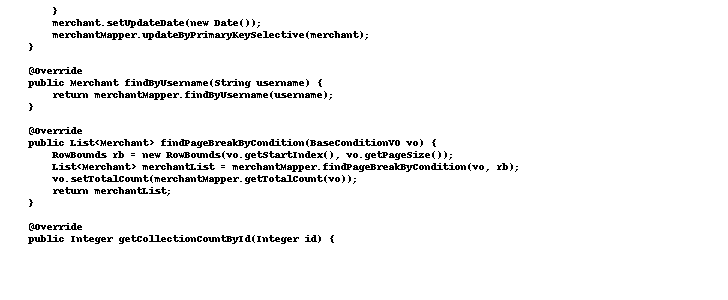 }
    merchant.setUpdateDate(new Date());
    merchantMapper.updateByPrimaryKeySelective(merchant);
}

@Override
public Merchant findByUsername(String username) {
    return merchantMapper.findByUsername(username);
}

@Override
public List<Merchant> findPageBreakByCondition(BaseConditionVO vo) {
    RowBounds rb = new RowBounds(vo.getStartIndex(), vo.getPageSize());
    List<Merchant> merchantList = merchantMapper.findPageBreakByCondition(vo, rb);
    vo.setTotalCount(merchantMapper.getTotalCount(vo));
    return merchantList;
}

@Override
public Integer getCollectionCountById(Integer id) {